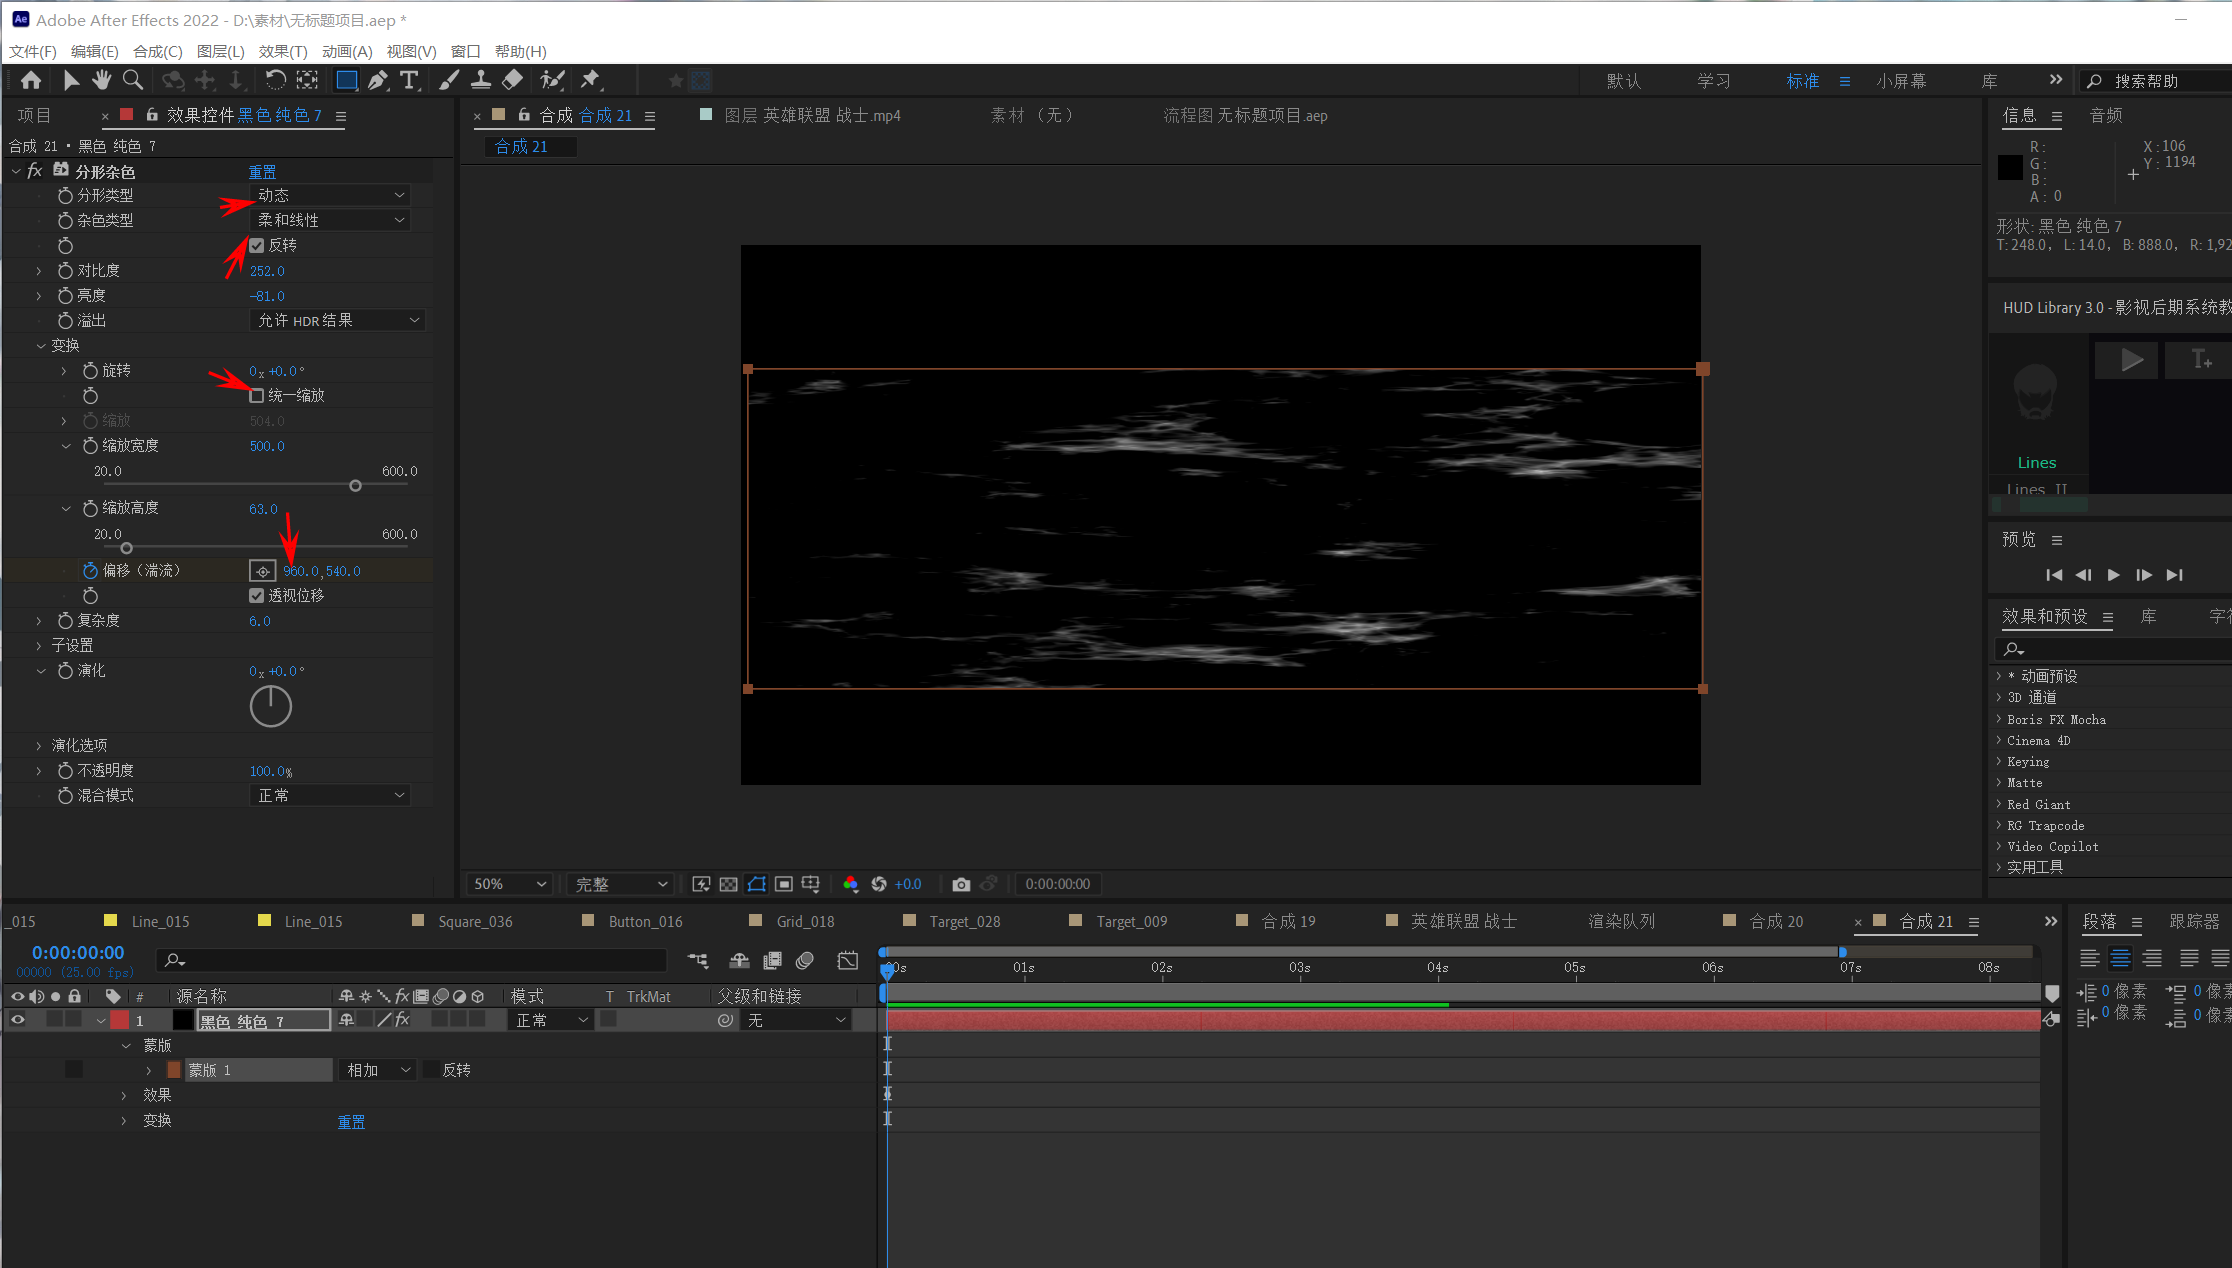 Adobe After Effects 2022 - D:\素材\无标题项目.aep *
文件(F) 编辑(E) 合成(C) 图层(L) 效果(T) 动画(A) 视图(V) 窗口 帮助(H)
默认 学习 标准 小屏幕 库 搜索帮助
项目 效果控件 黑色 纯色 7
合成 合成 21 图层 英雄联盟 战士.mp4 素材 （无） 流程图 无标题项目.aep
合成 21
合成 21 • 黑色 纯色 7
fx 分形杂色 重置
分形类型 动态
杂色类型 柔和线性
反转
对比度 252.0
亮度 -81.0
溢出 允许 HDR 结果
变换
旋转 0x+0.0°
统一缩放
缩放 504.0
缩放宽度 500.0
20.0 600.0
缩放高度 63.0
20.0 600.0
偏移（湍流） 960.0,540.0
透视位移
复杂度 6.0
子设置
演化 0x+0.0°
演化选项
不透明度 100.0%
混合模式 正常
50% 完整 +0.0 0:00:00:00
信息 音频
R :
G :
B :
A : 0
X : 106
Y : 1194
形状: 黑色 纯色 7
T: 248.0, L: 14.0, B: 888.0, R: 1,92
HUD Library 3.0 - 影视后期系统教
Lines
Lines II
预览
效果和预设 库 字符
* 动画预设
3D 通道
Boris FX Mocha
Cinema 4D
Keying
Matte
Red Giant
RG Trapcode
Video Copilot
实用工具
_015 Line_015 Line_015 Square_036 Button_016 Grid_018 Target_028 Target_009 合成 19 英雄联盟 战士 渲染队列 合成 20 合成 21
0:00:00:00
00000 (25.00 fps)
00s 01s 02s 03s 04s 05s 06s 07s 08s
# 源名称 模式 T TrkMat 父级和链接
1 黑色 纯色 7 正常 无
蒙版
蒙版 1 相加 反转
效果
变换 重置
段落 跟踪器
0 像素 0 像素
0 像素 0 像素